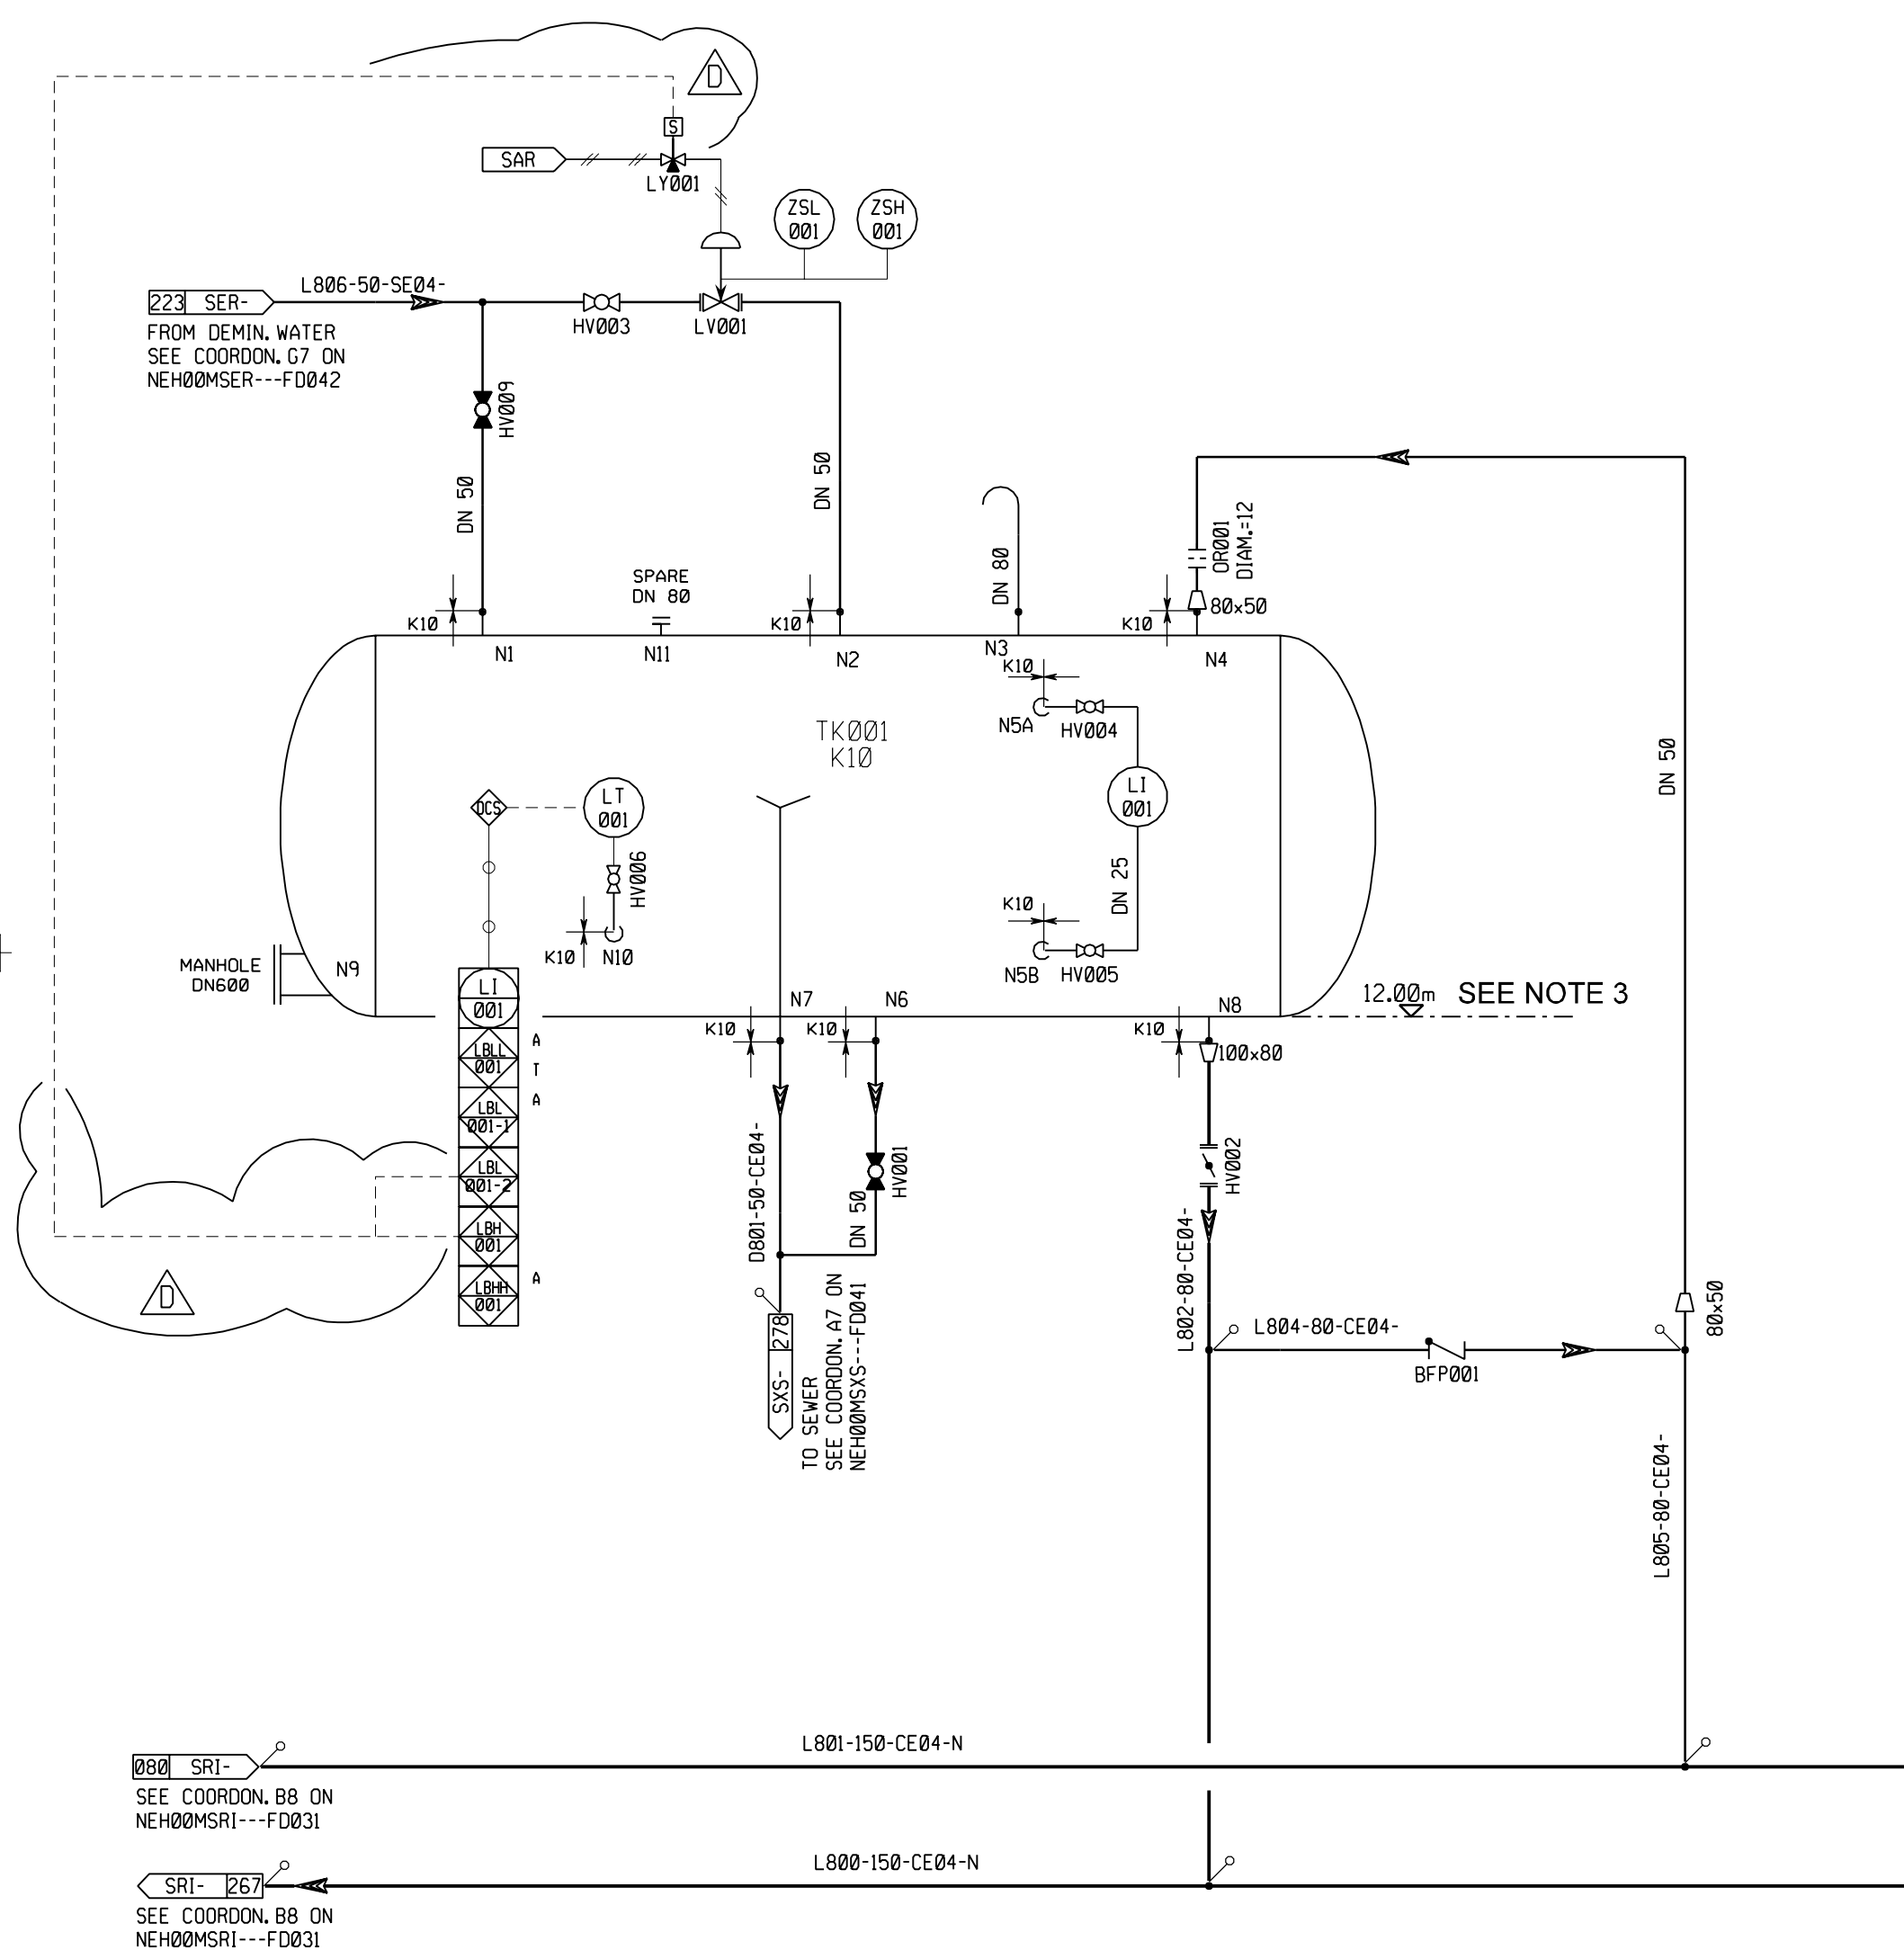 D
S
SAR
LY001
ZSL
001
ZSH
001
L806-50-SE04-
223 SER-
FROM DEMIN. WATER
SEE COORDON. G7 ON
NEH00MSER---FD042
HV003
LV001
HV009
DN 50
DN 50
DN 80
OR001
DIAM.=12
80x50
SPARE
DN 80
K10
K10
K10
N1
N11
N2
N3
N4
K10
N5A
HV004
TK001
K10
DCS
LT
001
LI
001
HV006
DN 25
DN 50
K10
K10
N10
N5B
HV005
MANHOLE
DN600
N9
N7
N6
N8
12.00m
SEE NOTE 3
LI
001
K10
K10
K10
100x80
LBLL
001
A
T
LBL
001-1
A
LBL
001-2
LBH
001
LBHH
001
A
D
D801-50-CE04-
DN 50
HV001
HV002
L802-80-CE04-
L804-80-CE04-
BFP001
80x50
278
SXS-
TO SEWER
SEE COORDON. A7 ON
NEH00MSXS---FD041
L805-80-CE04-
L801-150-CE04-N
080 SRI-
SEE COORDON. B8 ON
NEH00MSRI---FD031
L800-150-CE04-N
SRI- 267
SEE COORDON. B8 ON
NEH00MSRI---FD031